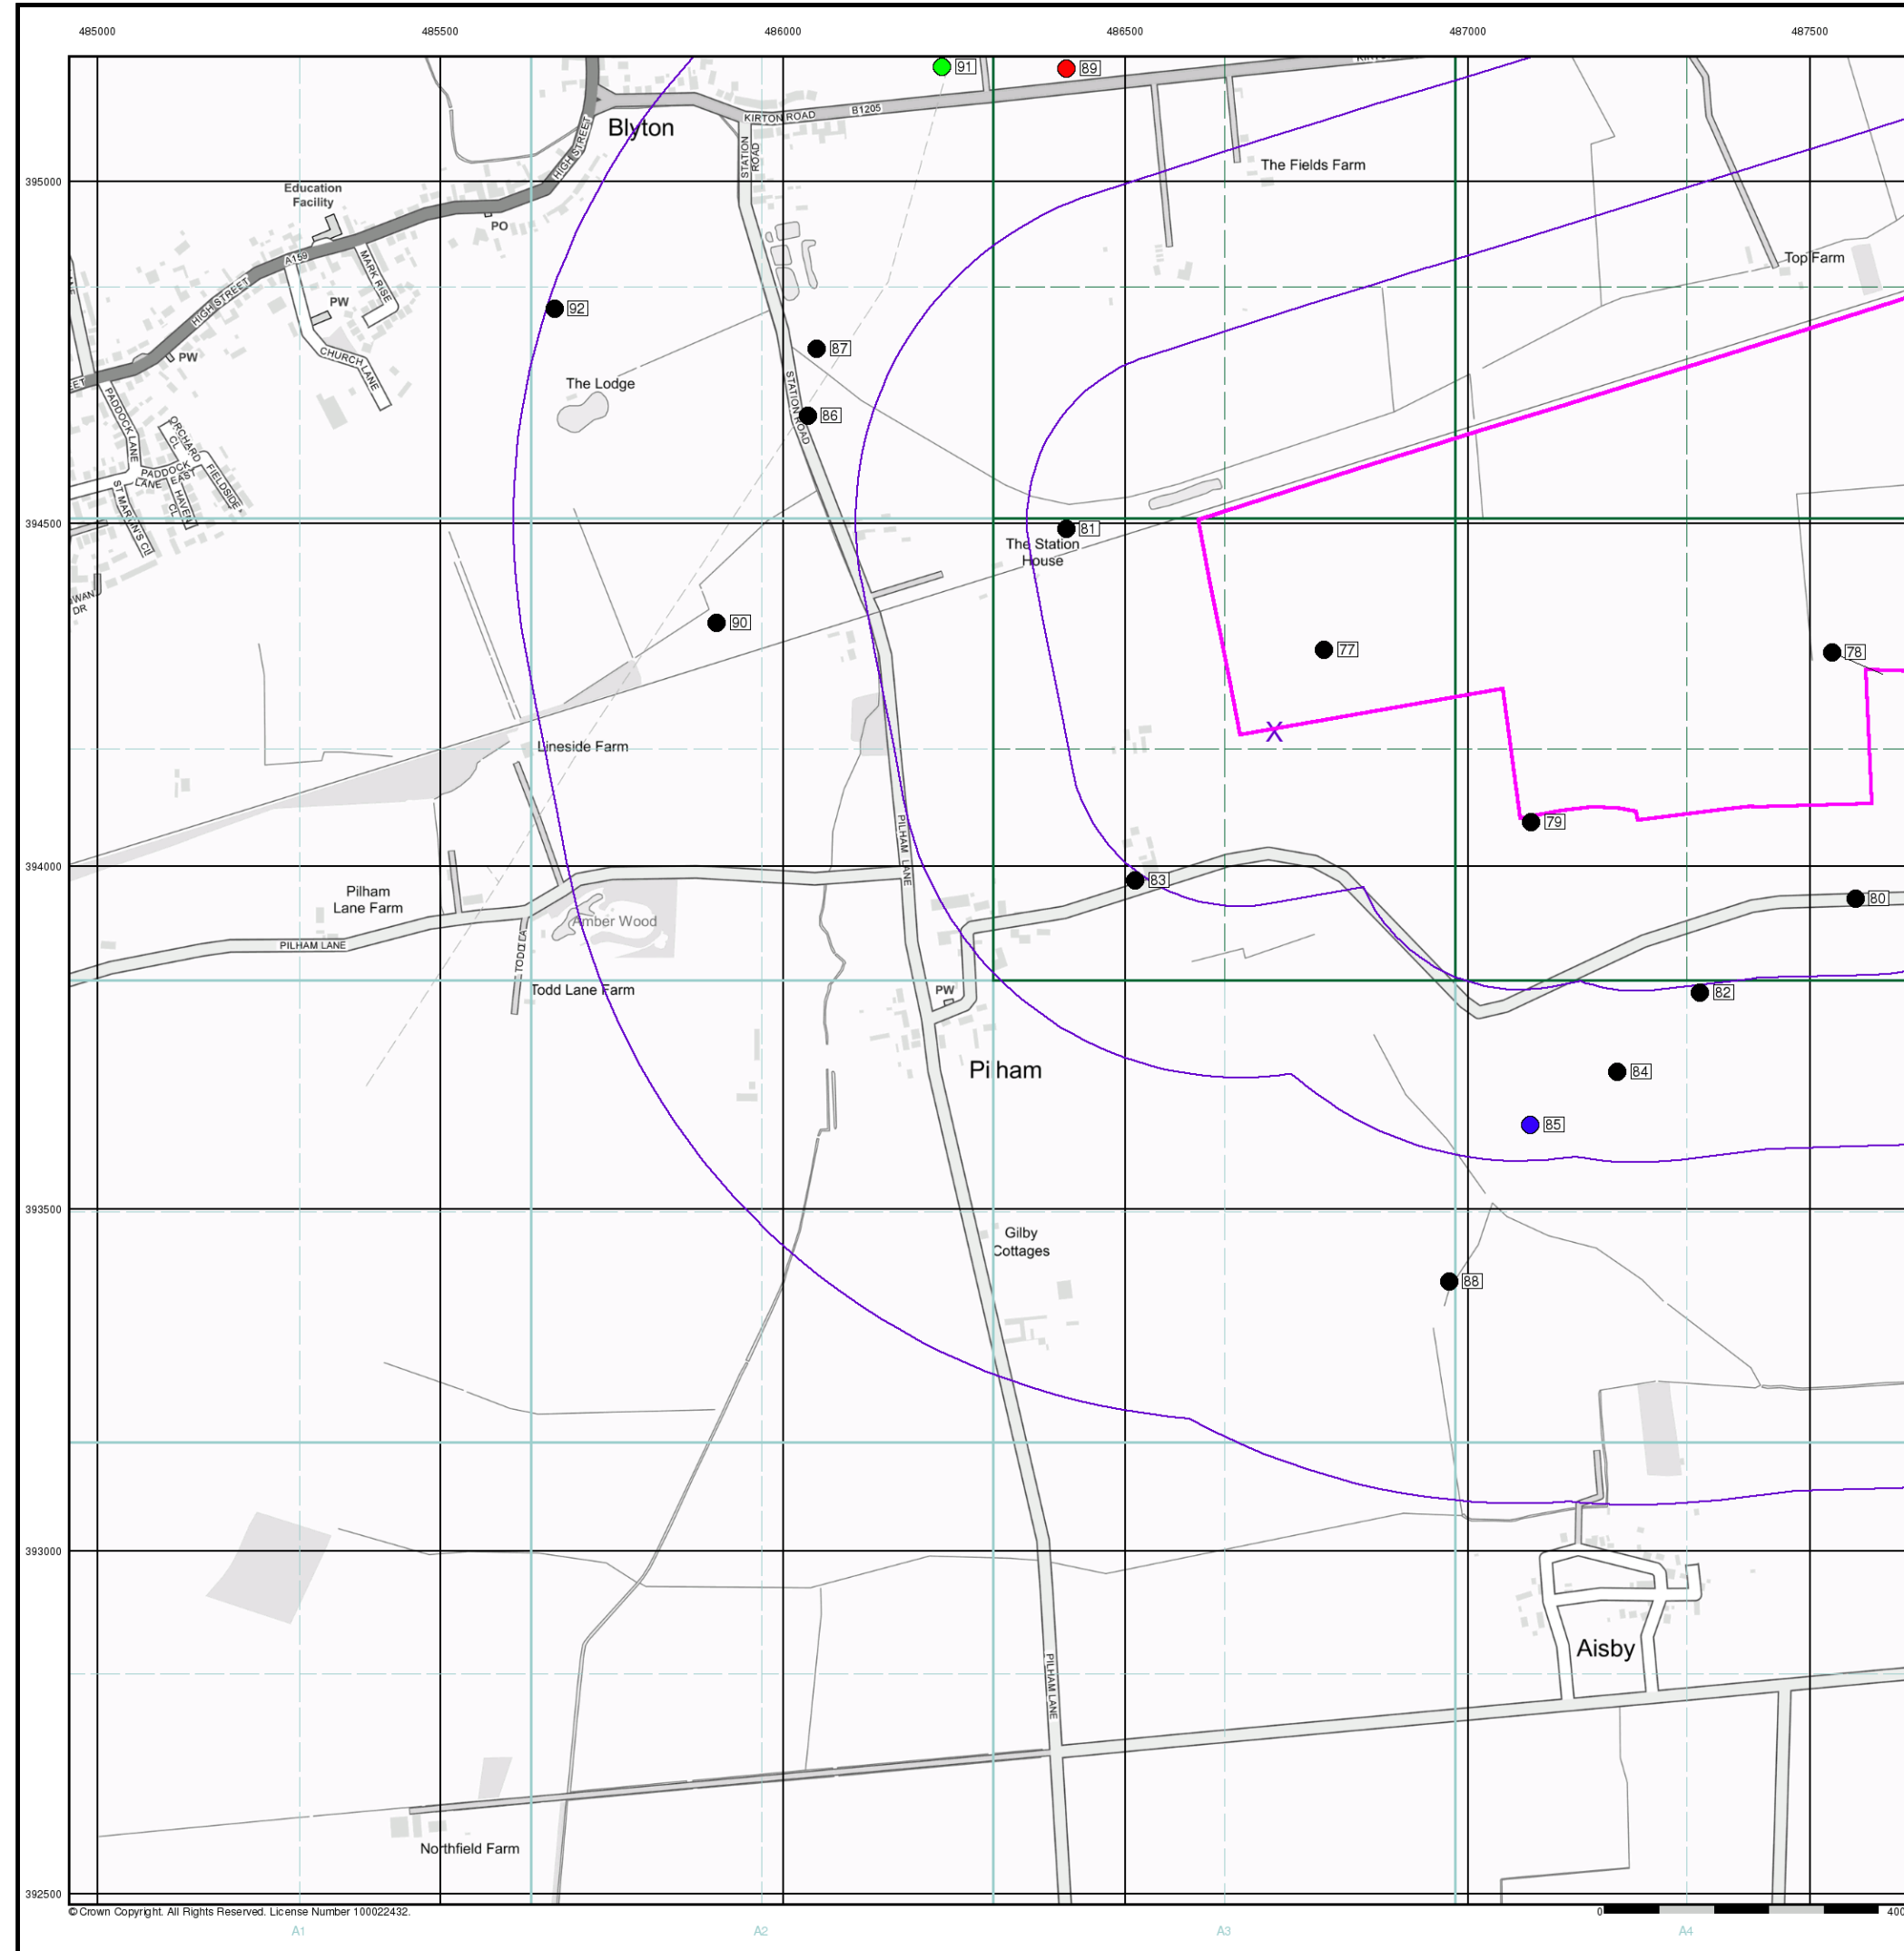 485000
485500
486000
486500
487000
487500
91
89
KIRTON ROAD
B1205
Blyton
HIGH STREET
STATION
ROAD
The Fields Farm
395000
Education
Facility
PO
A159
MARK RISE
Top Farm
HIGH STREET
PW
92
87
PW
CHURCH LANE
The Lodge
STATION ROAD
86
PADDOCK LANE
ORCHARD
CL
PADDOCK
LANE
EAST
FIELDSIDE
HAVEN
CL
ST MARTINS CL
394500
81
The Station
House
DR
90
77
78
X
Lineside Farm
79
PILHAM LANE
394000
83
Pilham
Lane Farm
80
Amber Wood
PILHAM LANE
TODD LA
Todd Lane Farm
PW
82
Pilham
84
85
393500
Gilby
Cottages
88
393000
Aisby
PILHAM LANE
Northfield Farm
392500
© Crown Copyright. All Rights Reserved. License Number 100022432.
0
400
A1
A2
A3
A4